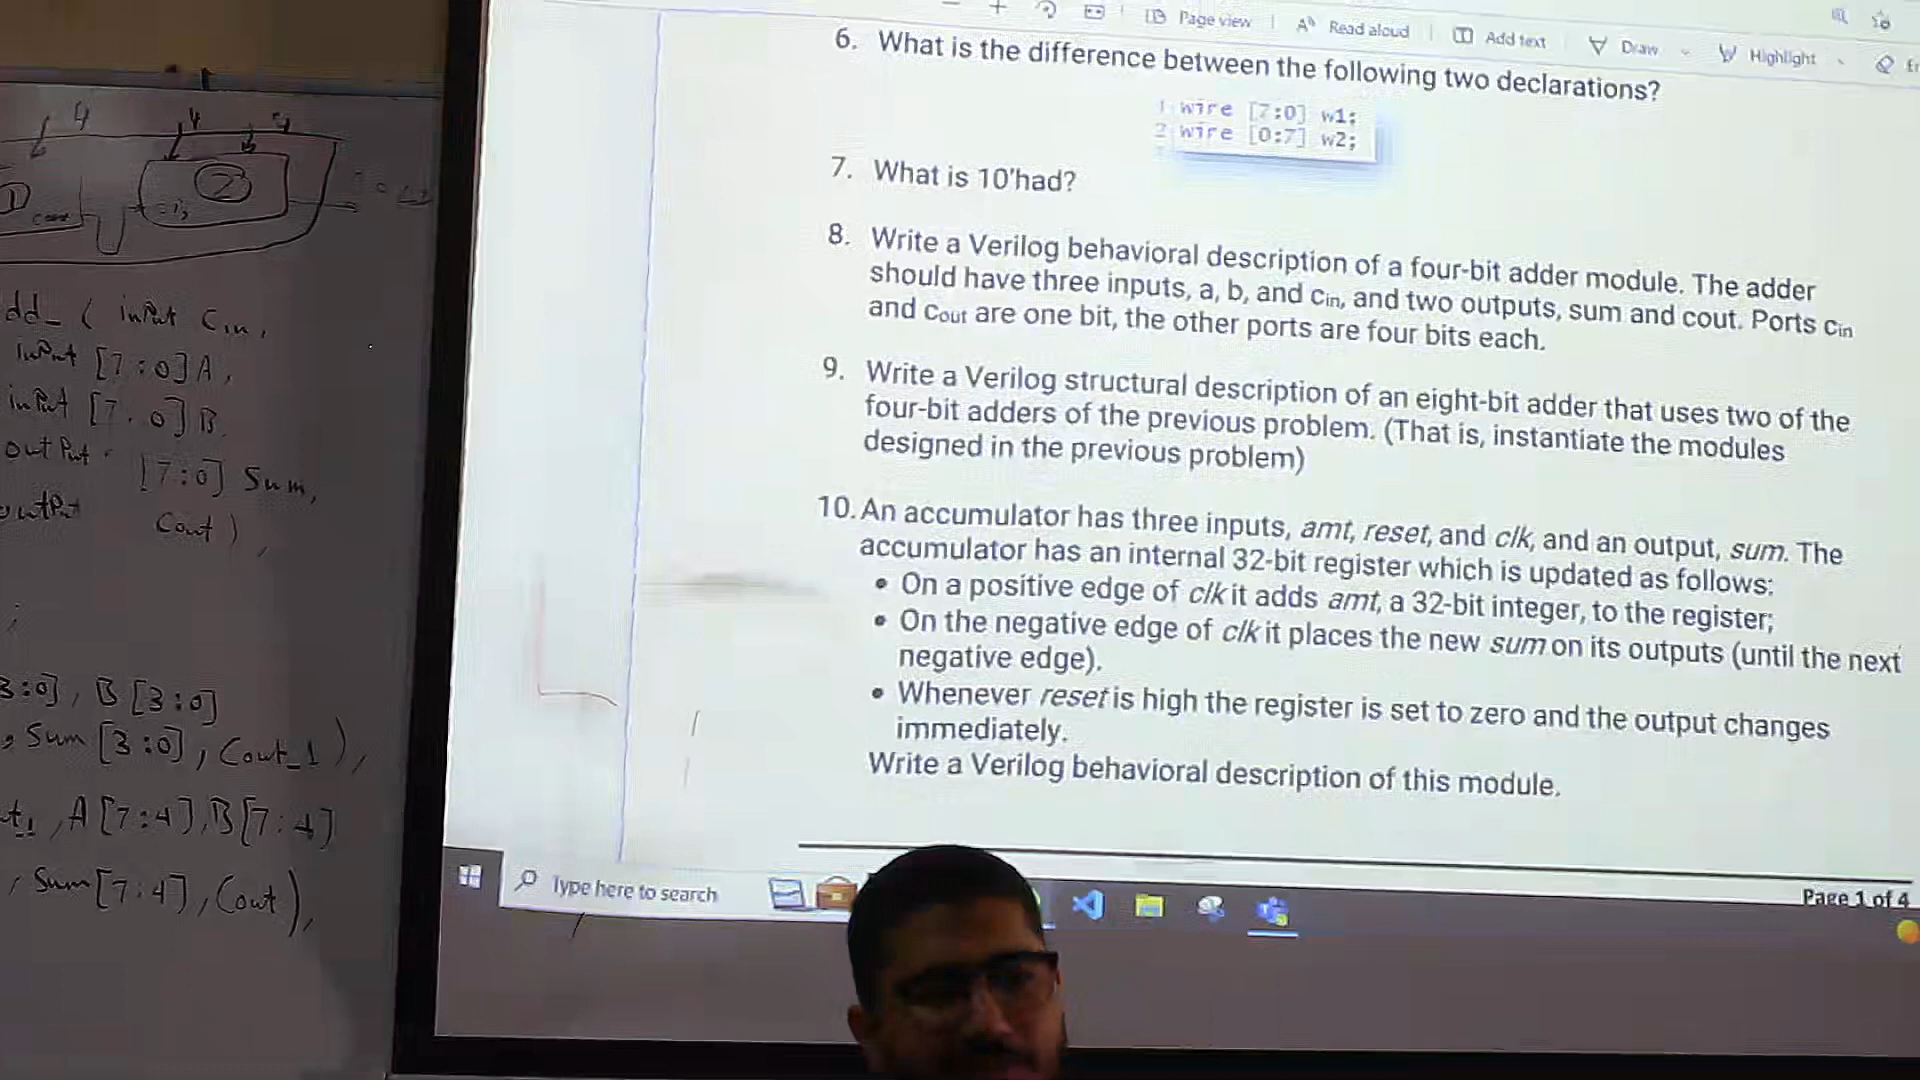 Page view
Read aloud
Add text
Draw
Highlight
6. What is the difference between the following two declarations?
1 wire [7:0] w1;
2 wire [0:7] w2;
7. What is 10'had?
8. Write a Verilog behavioral description of a four-bit adder module. The adder
should have three inputs, a, b, and cin, and two outputs, sum and cout. Ports cin
and cout are one bit, the other ports are four bits each.
9. Write a Verilog structural description of an eight-bit adder that uses two of the
four-bit adders of the previous problem. (That is, instantiate the modules
designed in the previous problem)
10. An accumulator has three inputs, amt, reset, and clk, and an output, sum. The
accumulator has an internal 32-bit register which is updated as follows:
• On a positive edge of clk it adds amt, a 32-bit integer, to the register;
• On the negative edge of clk it places the new sum on its outputs (until the next
negative edge).
• Whenever reset is high the register is set to zero and the output changes
immediately.
Write a Verilog behavioral description of this module.
Page 1 of 4
Type here to search
4 4 4
1 2
dd_ ( input Cin,
input [7:0] A,
input [7:0] B,
output [7:0] Sum,
output Cout),
3:0], B[3:0]
, Sum[3:0], Cout_1),
A[7:4], B[7:4]
, Sum[7:4], Cout),